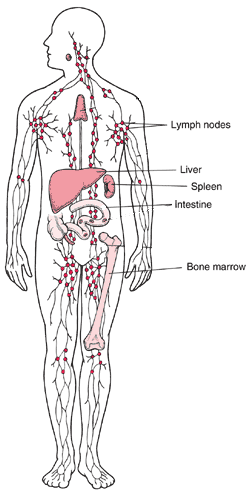 Lymph nodes
Liver
Spleen
Intestine
Bone marrow